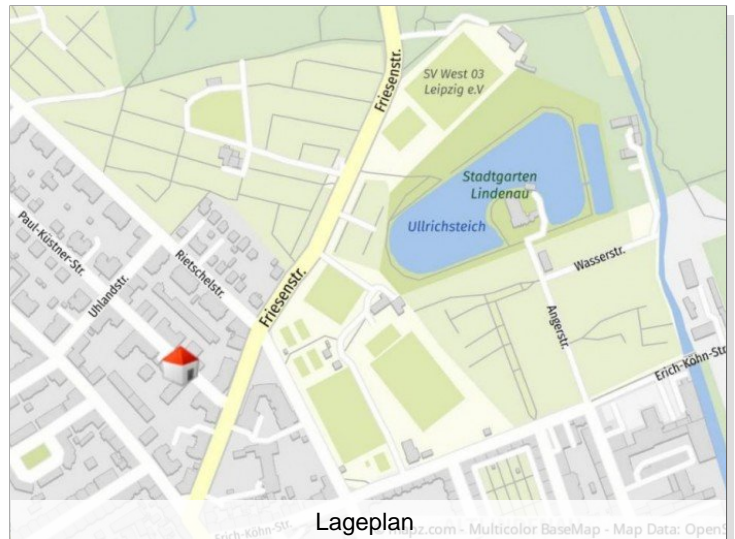 SV West 03
Leipzig e.V
Friesenstr.
Stadtgarten
Lindenau
Ullrichsteich
Paul-Küstner-Str.
Rietschelstr.
Uhlandstr.
Friesenstr.
Wasserstr.
Angerstr.
Erich-Köhn-Str
Erich-Köhn-Str.
Lageplan
mapz.com - Multicolor BaseMap - Map Data: OpenS